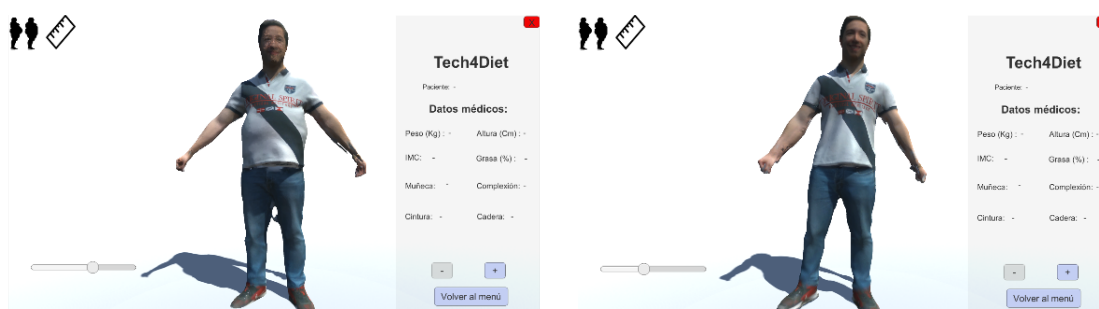 X
Tech4Diet
Paciente: -
Datos médicos:
Peso (Kg) : - Altura (Cm) : -
IMC: - Grasa (%) : -
Muñeca: - Complexión: -
Cintura: - Cadera: -
- +
Volver al menú
Tech4Diet
Paciente: -
Datos médicos:
Peso (Kg) : - Altura (Cm) : -
IMC: - Grasa (%) : -
Muñeca: - Complexión: -
Cintura: - Cadera: -
- +
Volver al menú